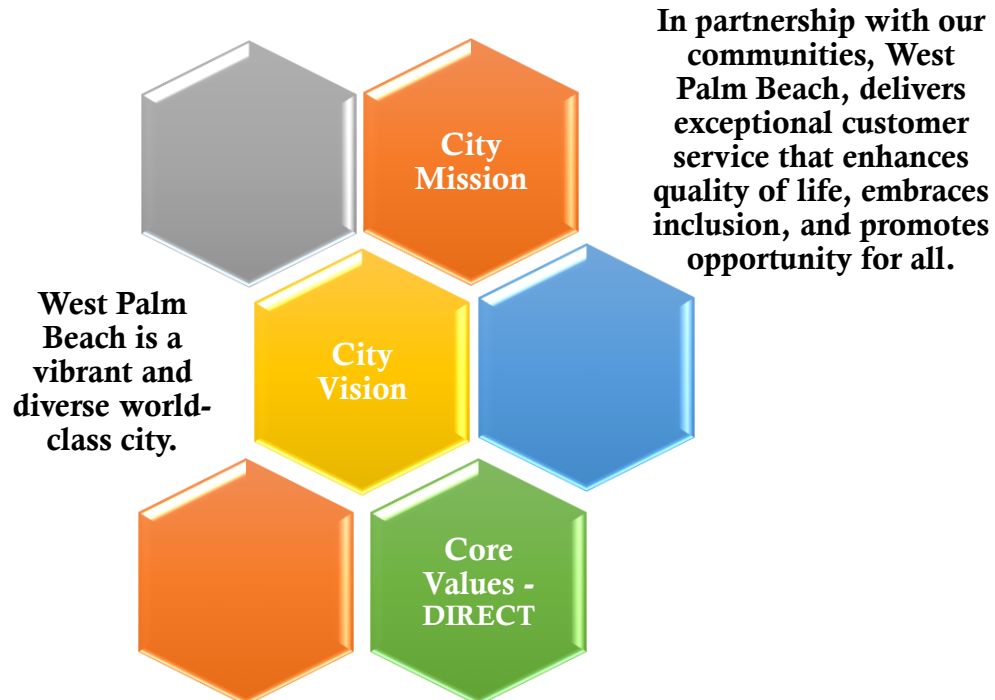 In partnership with our
communities, West
Palm Beach, delivers
exceptional customer
service that enhances
quality of life, embraces
inclusion, and promotes
opportunity for all.
City
Mission
West Palm
Beach is a
vibrant and
diverse world-
class city.
City
Vision
Core
Values -
DIRECT